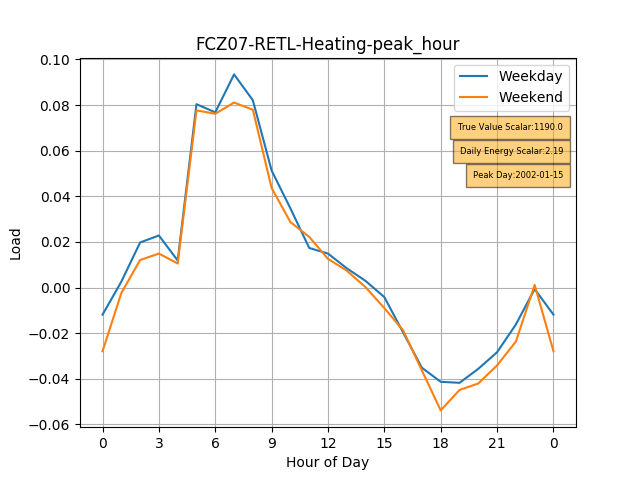 FCZ07-RETL-Heating-peak_hour
0.10
0.08
0.06
0.04
0.02
0.00
−0.02
−0.04
−0.06
Load
Weekday
Weekend
True Value Scalar:1190.0
Daily Energy Scalar:2.19
Peak Day:2002-01-15
0 3 6 9 12 15 18 21 0
Hour of Day